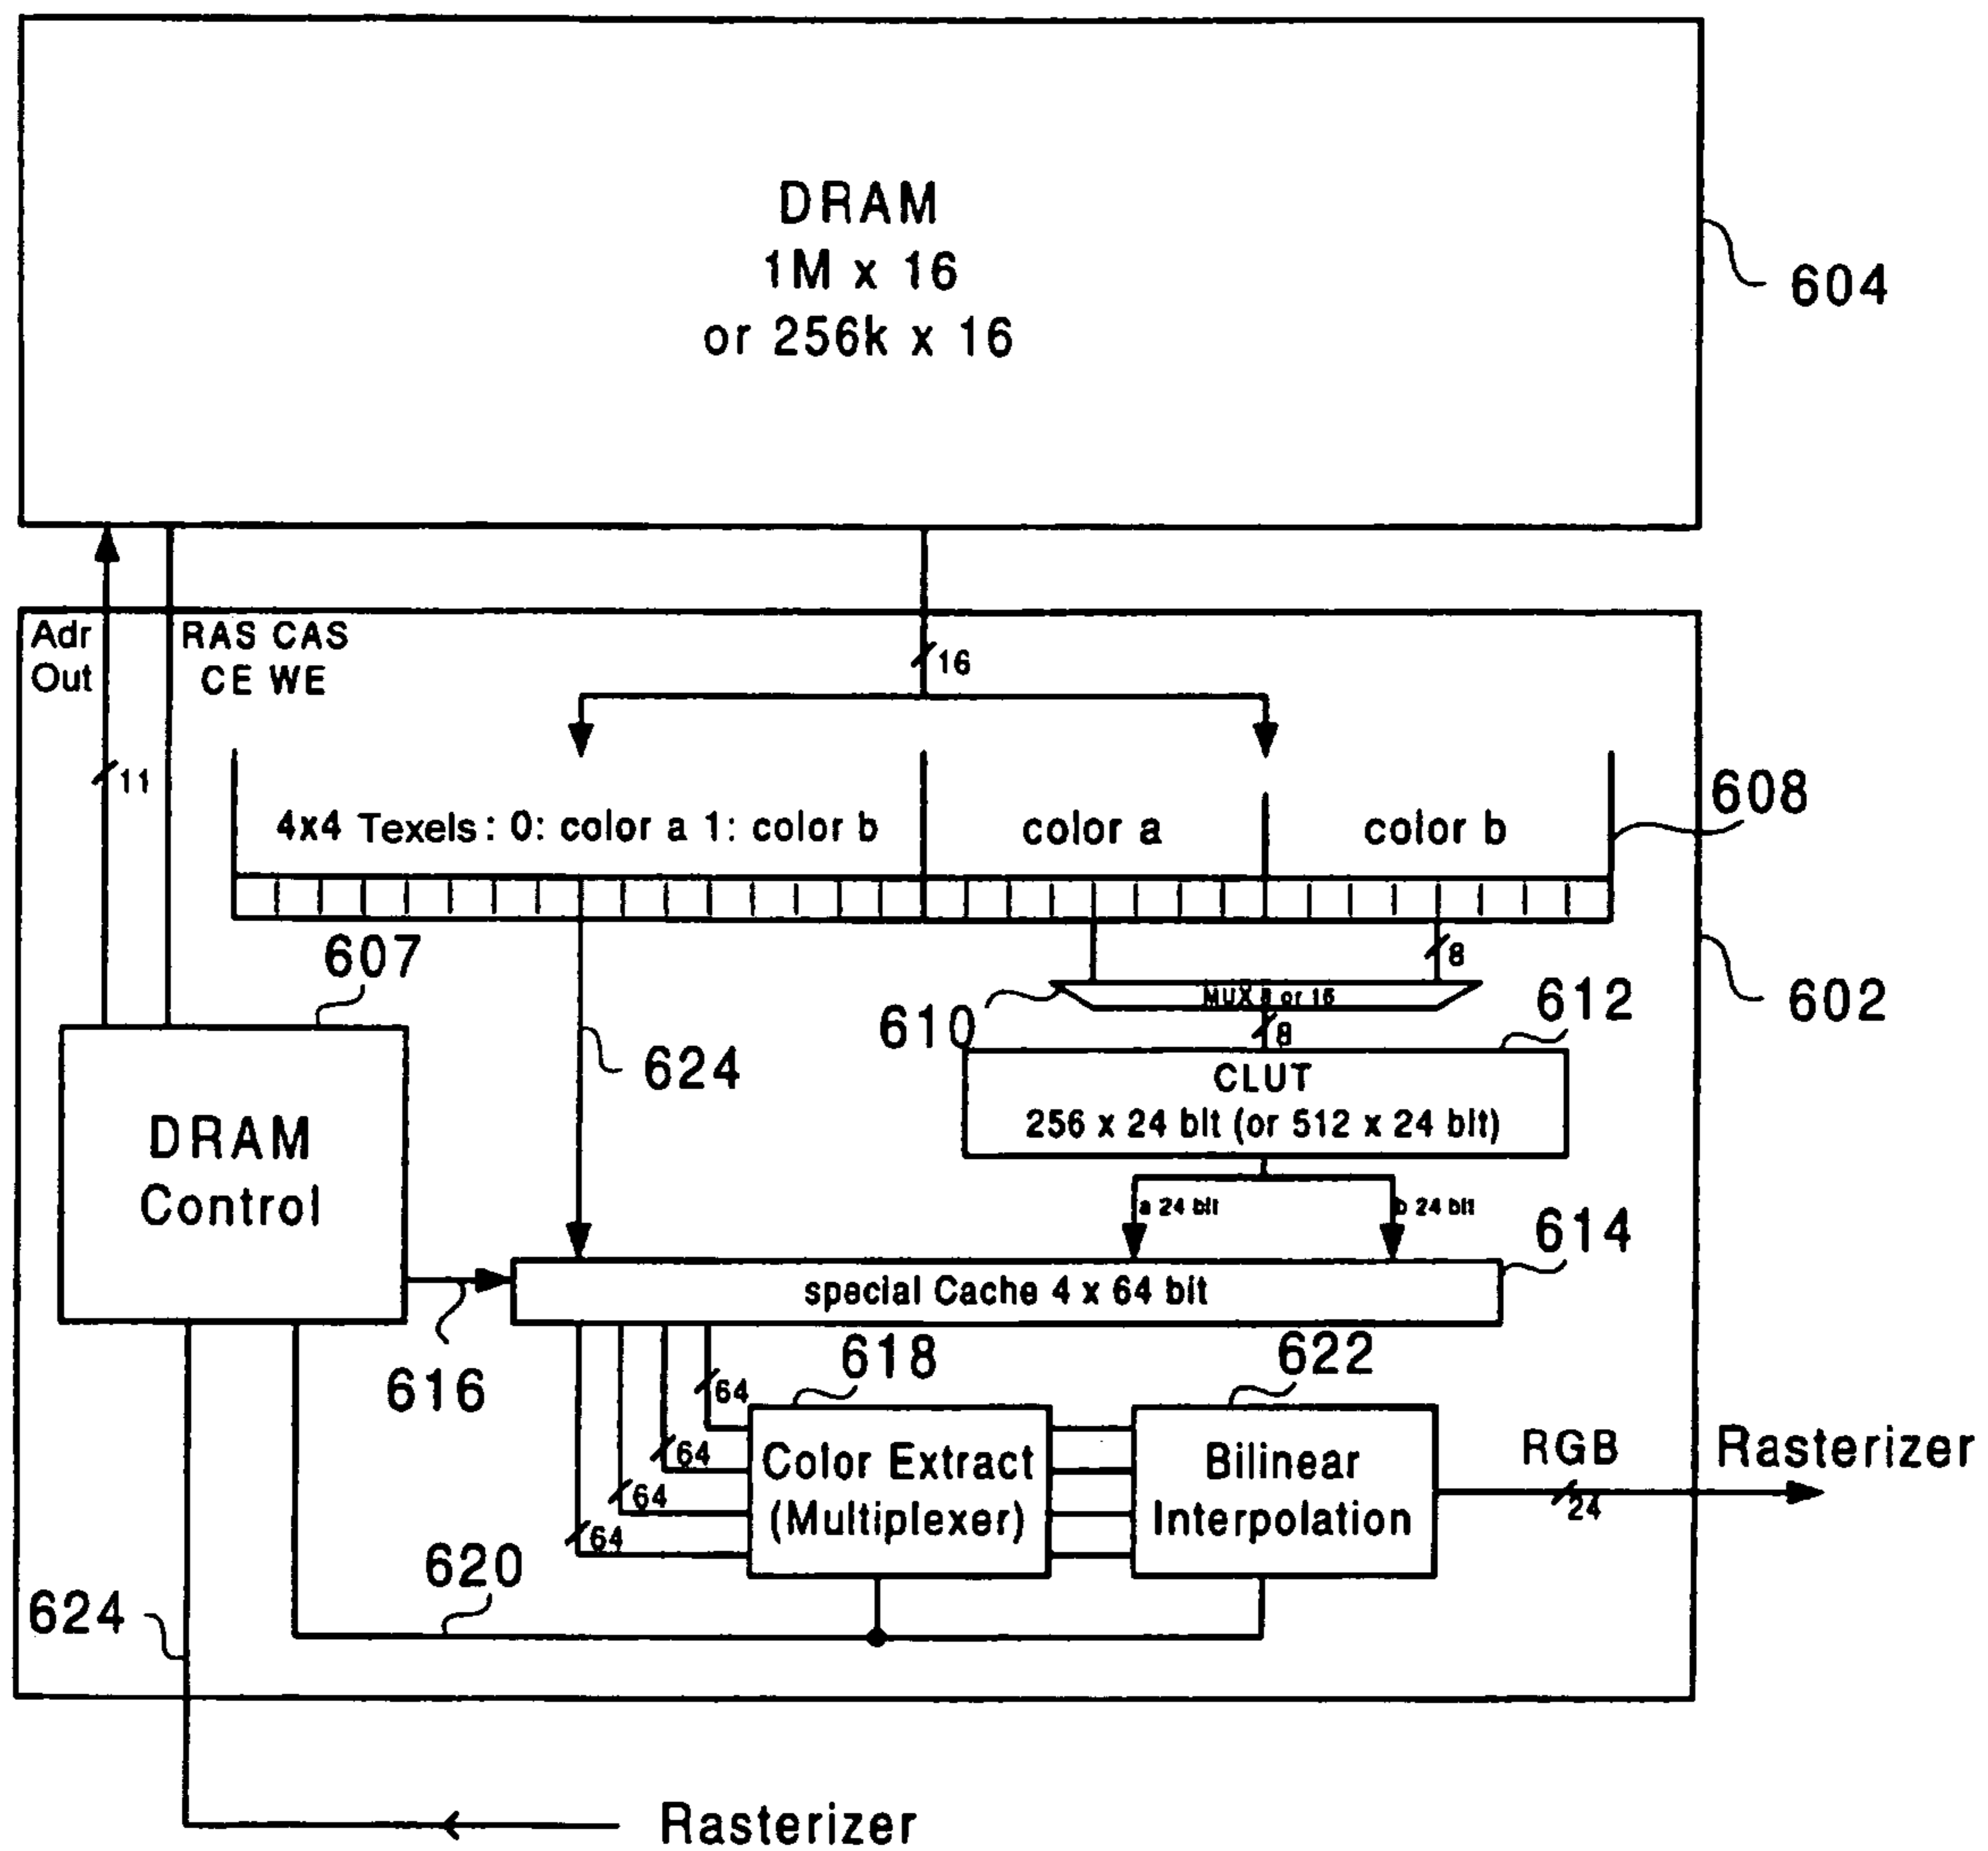 DRAM
1M x 16
or 256k x 16
604
Adr
Out
RAS CAS
CE WE
16
11
608
4x4 Texels: 0: color a 1: color b
color a
color b
607
8
610
MUX 8 or 16
612
602
8
624
CLUT
256 x 24 bit (or 512 x 24 bit)
DRAM
Control
a 24 bit
b 24 bit
614
special Cache 4 x 64 bit
616
618
622
64
64
64
64
Color Extract
(Multiplexer)
Bilinear
Interpolation
RGB
24
Rasterizer
620
624
Rasterizer